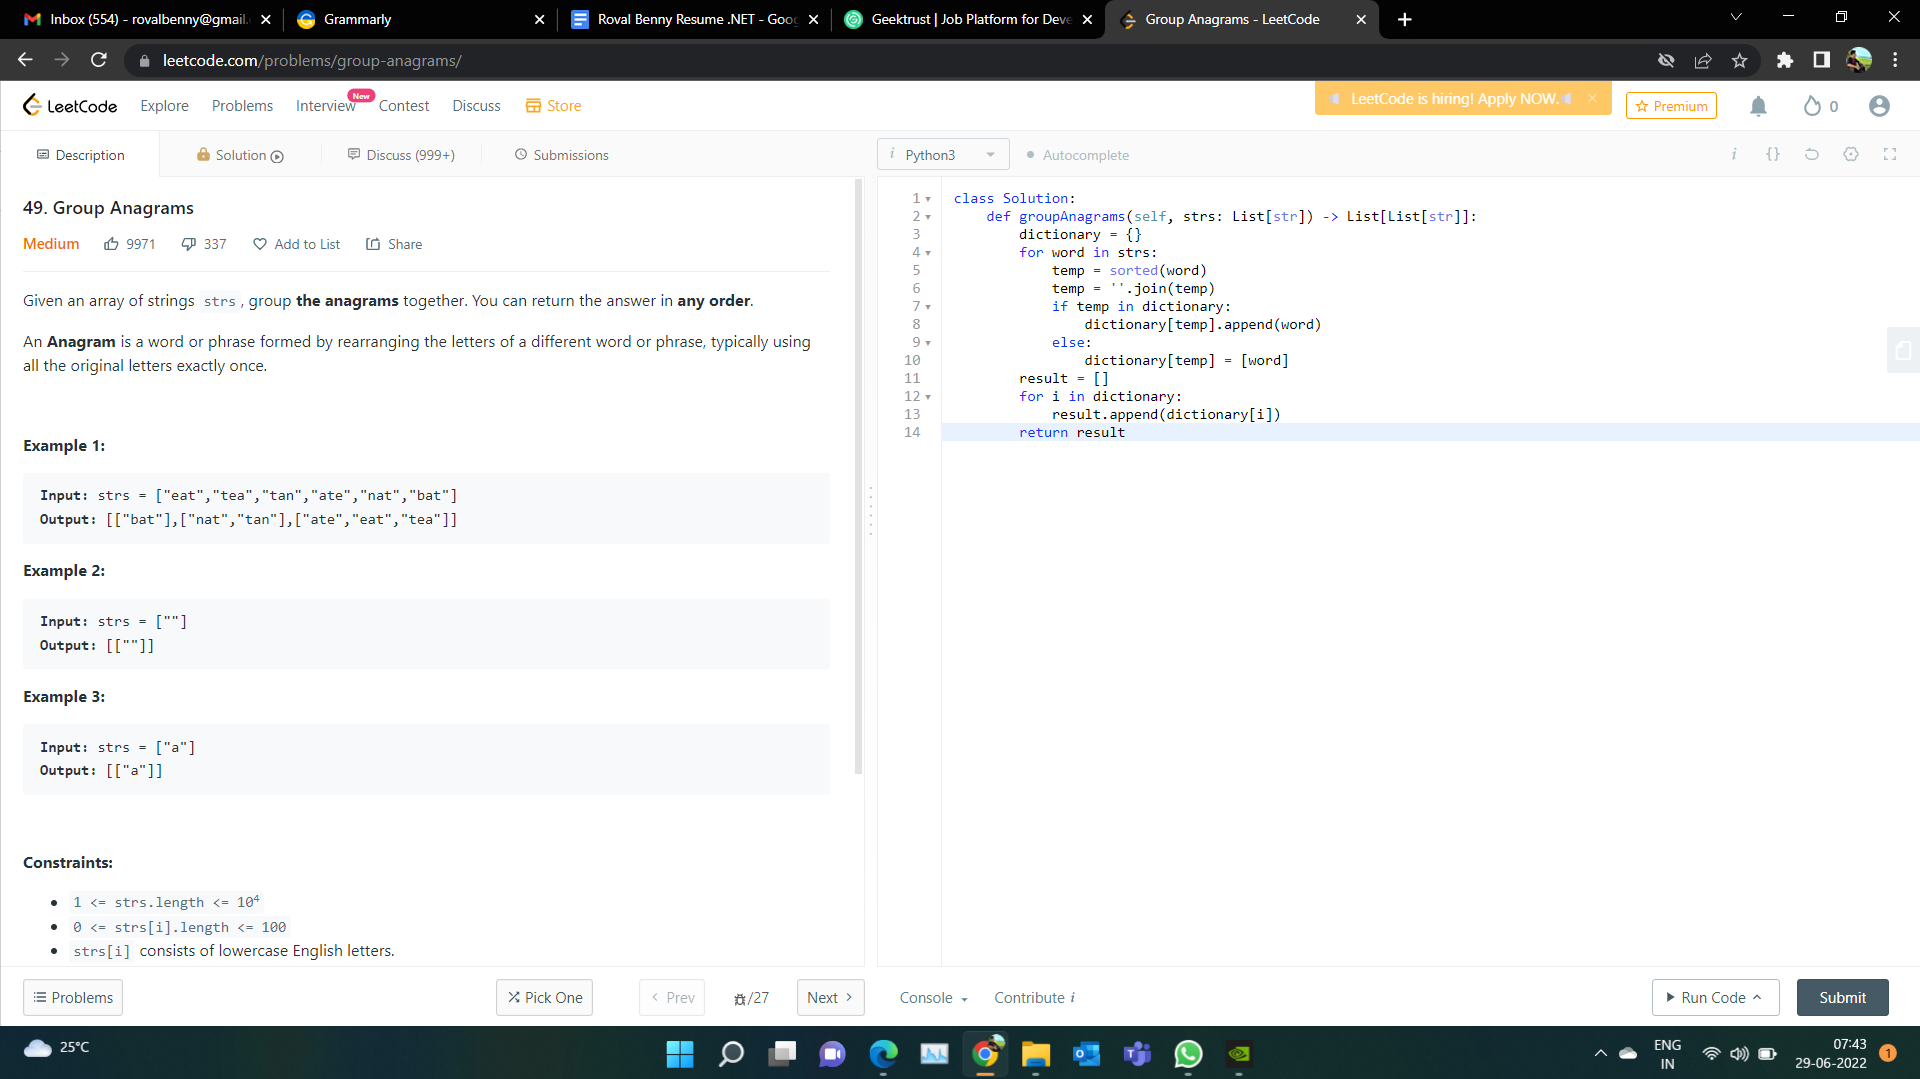 Inbox (554) - rovalbenny@gmail.
Grammarly
Roval Benny Resume .NET - Goog
Geektrust | Job Platform for Deve
Group Anagrams - LeetCode
leetcode.com/problems/group-anagrams/
LeetCode
Explore
Problems
Interview
New
Contest
Discuss
Store
LeetCode is hiring! Apply NOW.
Premium
0
Description
Solution
Discuss (999+)
Submissions
i Python3
Autocomplete
i
{}
49. Group Anagrams
Medium
9971
337
Add to List
Share
Given an array of strings strs, group the anagrams together. You can return the answer in any order.
An Anagram is a word or phrase formed by rearranging the letters of a different word or phrase, typically using
all the original letters exactly once.
Example 1:
Input: strs = ["eat","tea","tan","ate","nat","bat"]
Output: [["bat"],["nat","tan"],["ate","eat","tea"]]
Example 2:
Input: strs = [""]
Output: [[""]]
Example 3:
Input: strs = ["a"]
Output: [["a"]]
Constraints:
1 <= strs.length <= 10⁴
0 <= strs[i].length <= 100
strs[i] consists of lowercase English letters.
1 class Solution:
2     def groupAnagrams(self, strs: List[str]) -> List[List[str]]:
3         dictionary = {}
4         for word in strs:
5             temp = sorted(word)
6             temp = ''.join(temp)
7             if temp in dictionary:
8                 dictionary[temp].append(word)
9             else:
10                 dictionary[temp] = [word]
11         result = []
12         for i in dictionary:
13             result.append(dictionary[i])
14         return result
Problems
Pick One
Prev
/27
Next
Console
Contribute i
Run Code
Submit
25°C
ENG
IN
07:43
29-06-2022
1